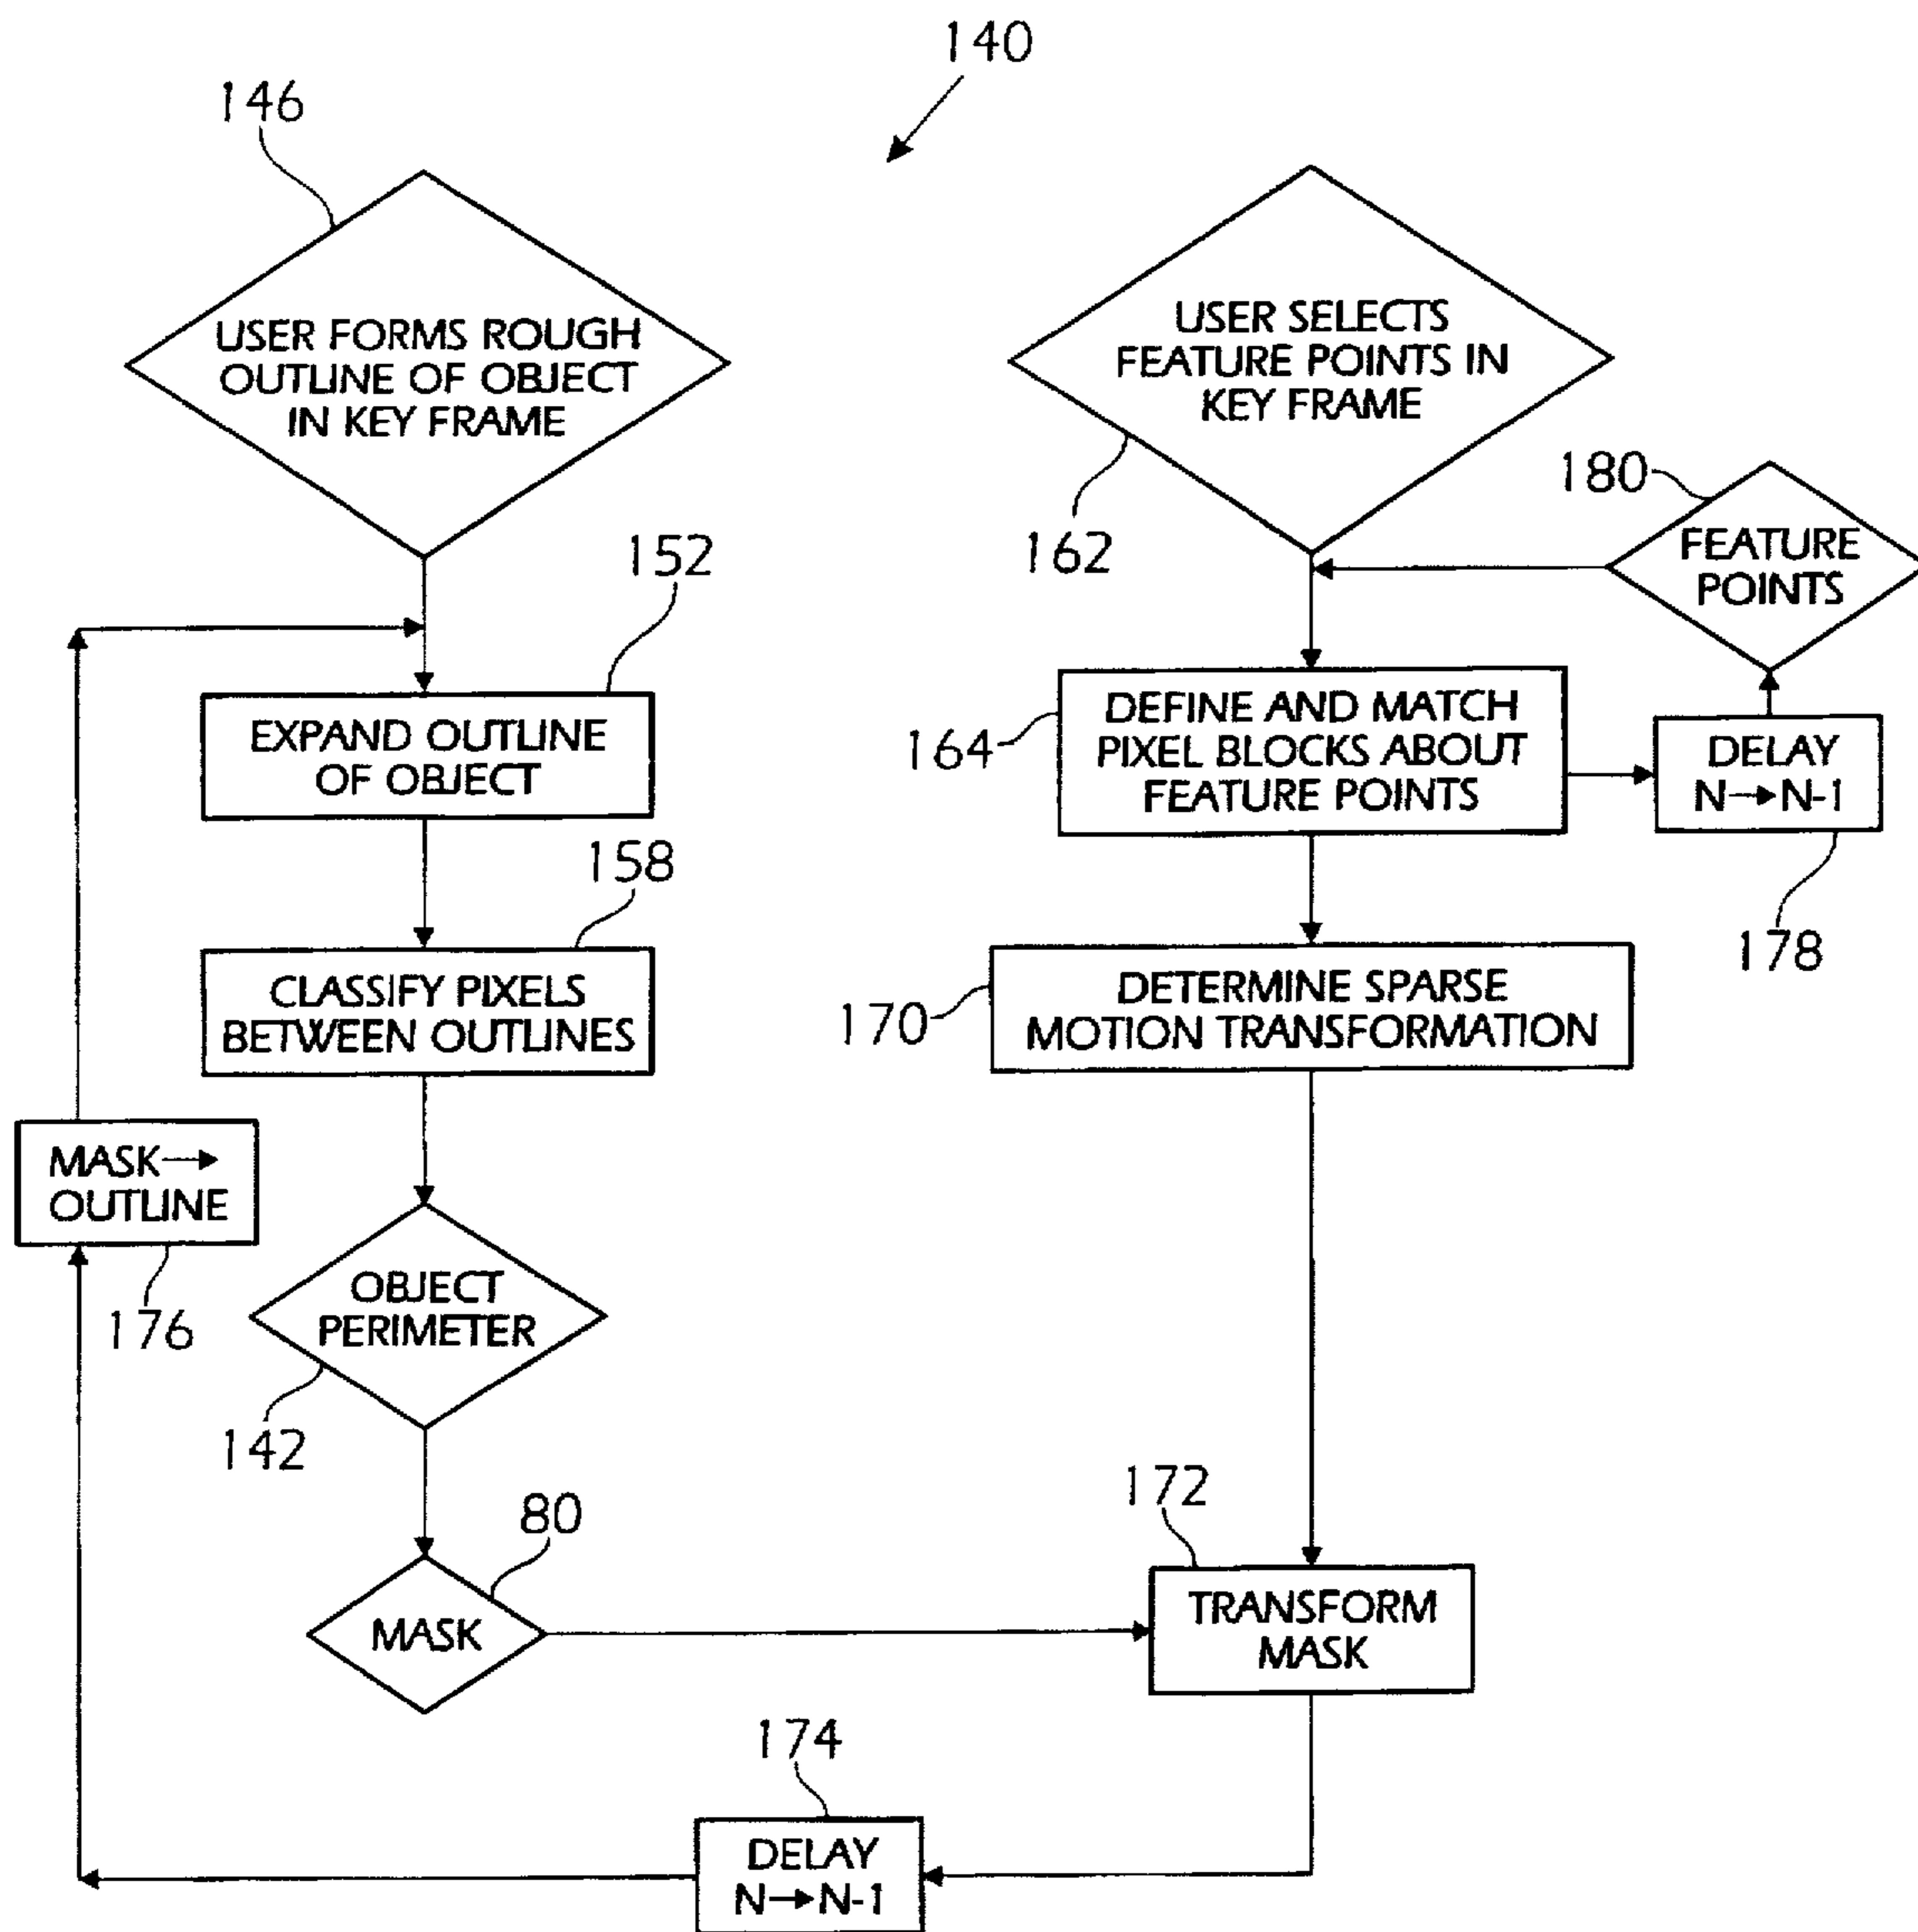 140
146
USER FORMS ROUGH
OUTLINE OF OBJECT
IN KEY FRAME
USER SELECTS
FEATURE POINTS IN
KEY FRAME
162
180
FEATURE
POINTS
152
EXPAND OUTLINE
OF OBJECT
164
DEFINE AND MATCH
PIXEL BLOCKS ABOUT
FEATURE POINTS
DELAY
N→N-1
178
158
CLASSIFY PIXELS
BETWEEN OUTLINES
170
DETERMINE SPARSE
MOTION TRANSFORMATION
MASK→
OUTLINE
176
OBJECT
PERIMETER
142
80
MASK
172
TRANSFORM
MASK
174
DELAY
N→N-1